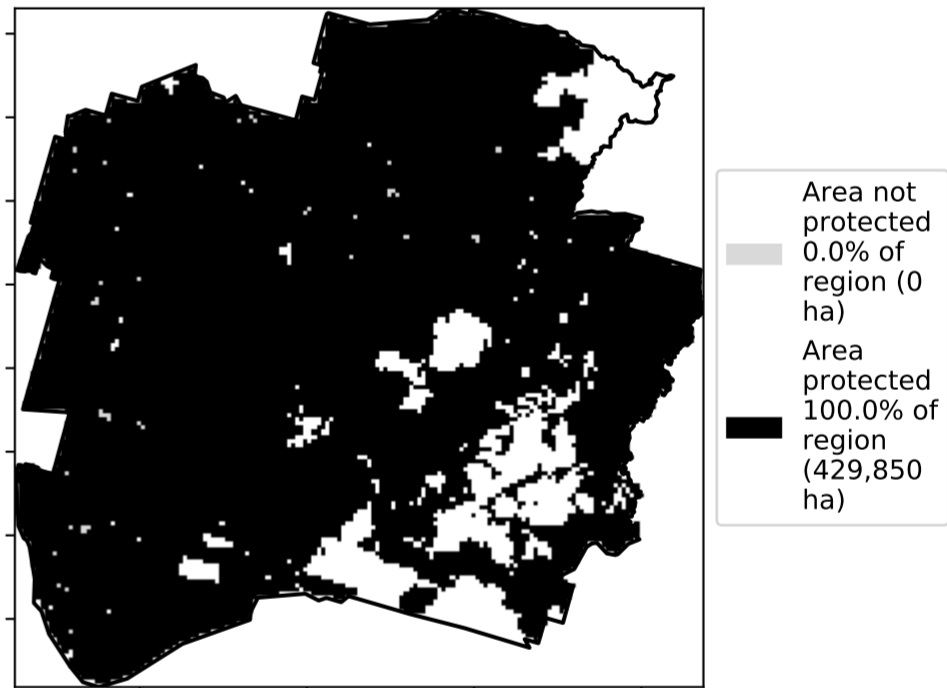 Area not
protected
0.0% of
region (0
ha)
Area
protected
100.0% of
region
(429,850
ha)